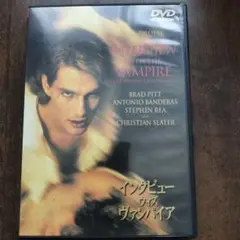 DVD
INTERVIEW
VAMPIRE
BRAD PITT
ANTONIO BANDERAS
STEPHEN REA
CHRISTIAN SLATER
インタビュー
ウィズ
ヴァンパイア